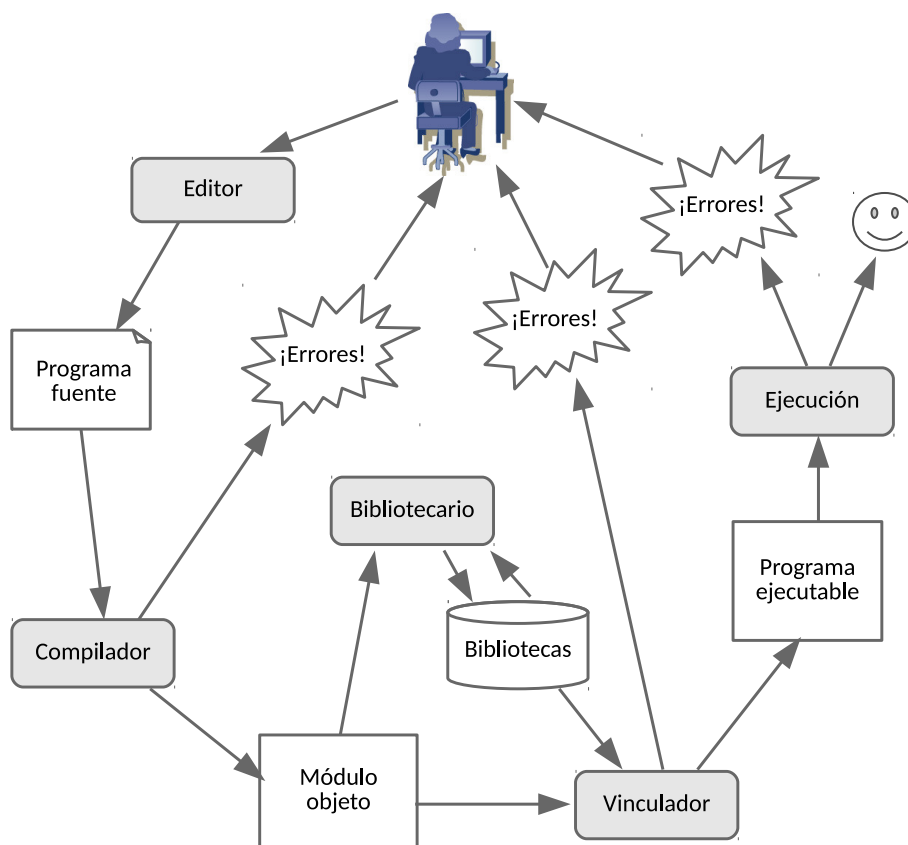 Editor
¡Errores!
¡Errores!
¡Errores!
Programa
fuente
Ejecución
Bibliotecario
Programa
ejecutable
Compilador
Bibliotecas
Módulo
objeto
Vinculador